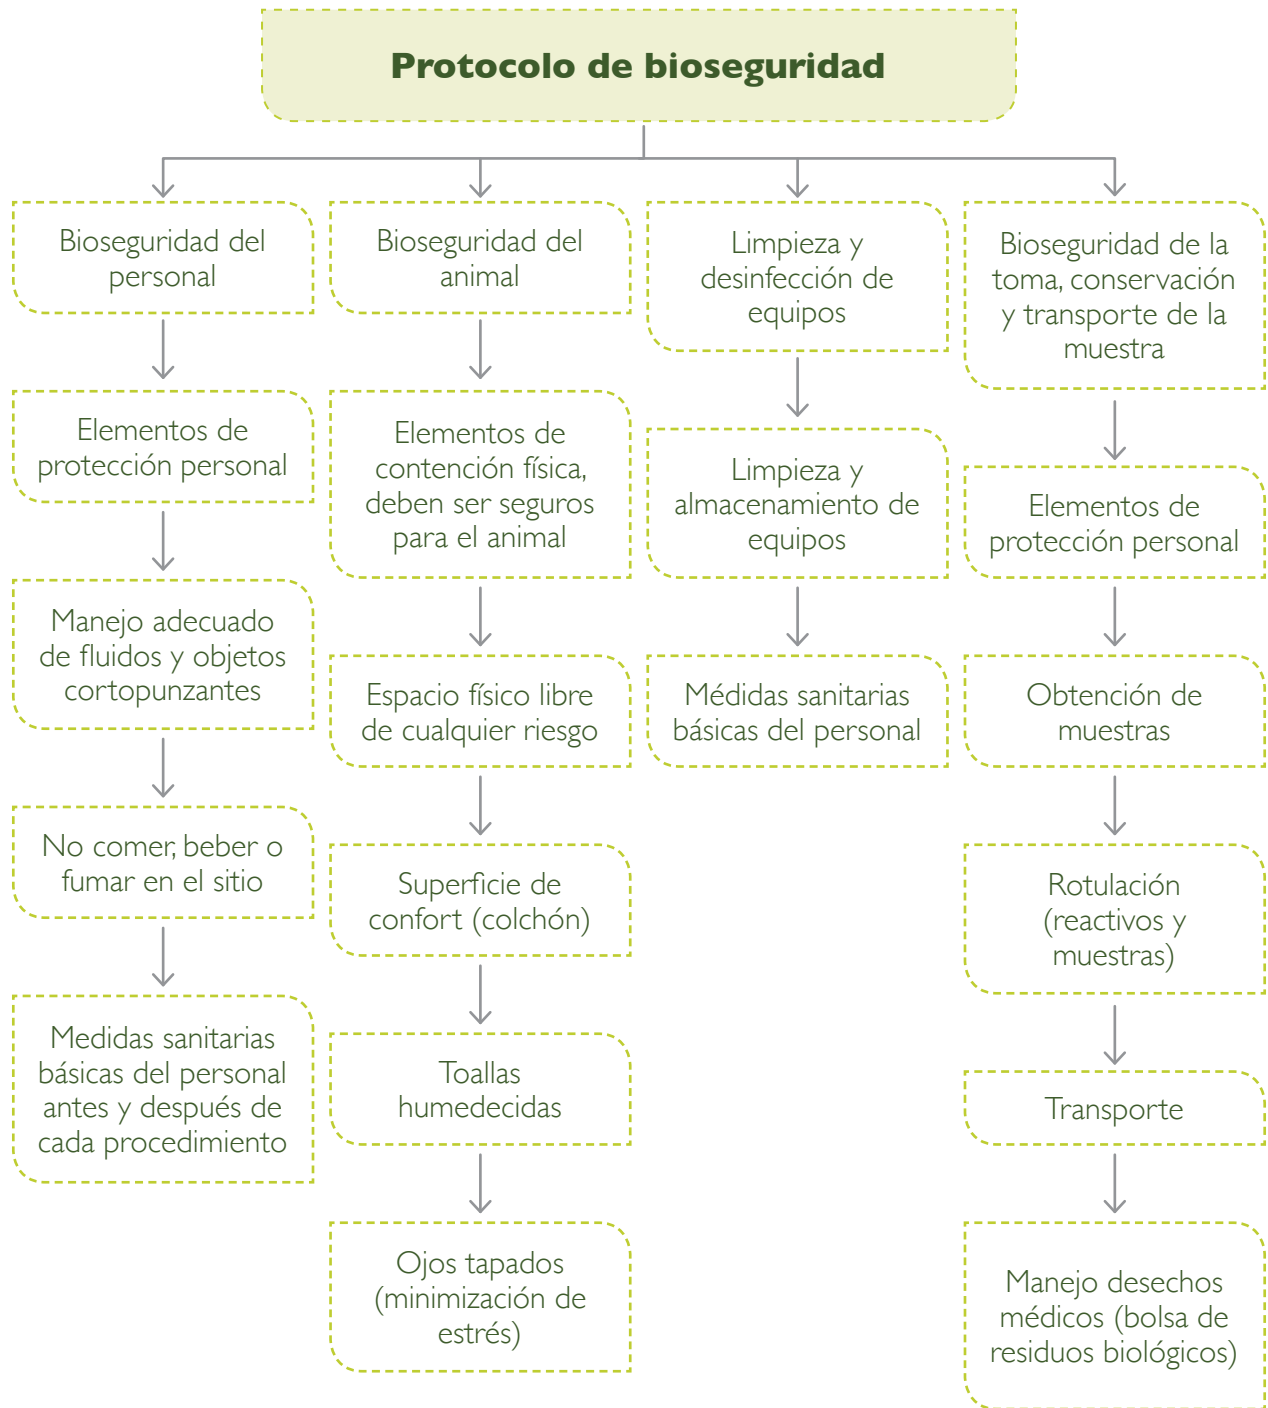 Protocolo de bioseguridad
Bioseguridad del
personal
Elementos de
protección personal
Manejo adecuado
de fluidos y objetos
cortopunzantes
No comer, beber o
fumar en el sitio
Medidas sanitarias
básicas del personal
antes y después de
cada procedimiento
Bioseguridad del
animal
Elementos de
contención física,
deben ser seguros
para el animal
Espacio físico libre
de cualquier riesgo
Superficie de
confort (colchón)
Toallas
humedecidas
Ojos tapados
(minimización de
estrés)
Limpieza y
desinfección de
equipos
Limpieza y
almacenamiento de
equipos
Médidas sanitarias
básicas del personal
Bioseguridad de la
toma, conservación
y transporte de la
muestra
Elementos de
protección personal
Obtención de
muestras
Rotulación
(reactivos y
muestras)
Transporte
Manejo desechos
médicos (bolsa de
residuos biológicos)